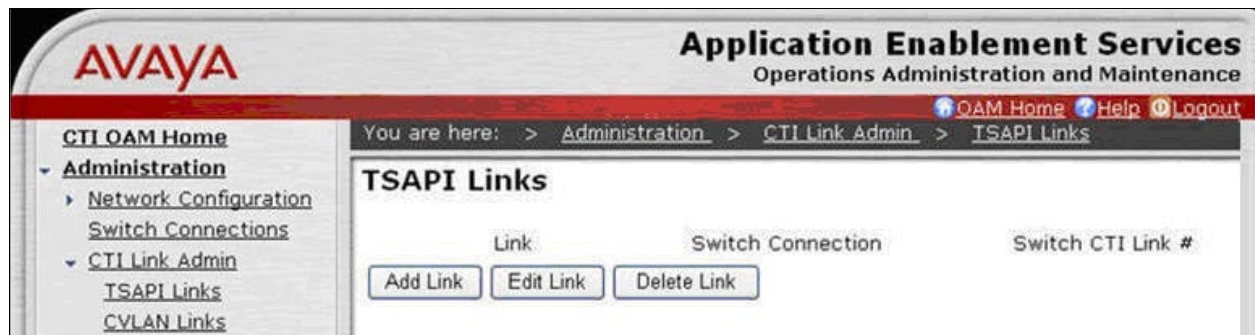 AVAYA
Application Enablement Services
Operations Administration and Maintenance
OAM Home Help Logout
CTI OAM Home
Administration
Network Configuration
Switch Connections
CTI Link Admin
TSAPI Links
CVLAN Links
You are here: > Administration > CTI Link Admin > TSAPI Links
TSAPI Links
Link Switch Connection Switch CTI Link #
Add Link Edit Link Delete Link